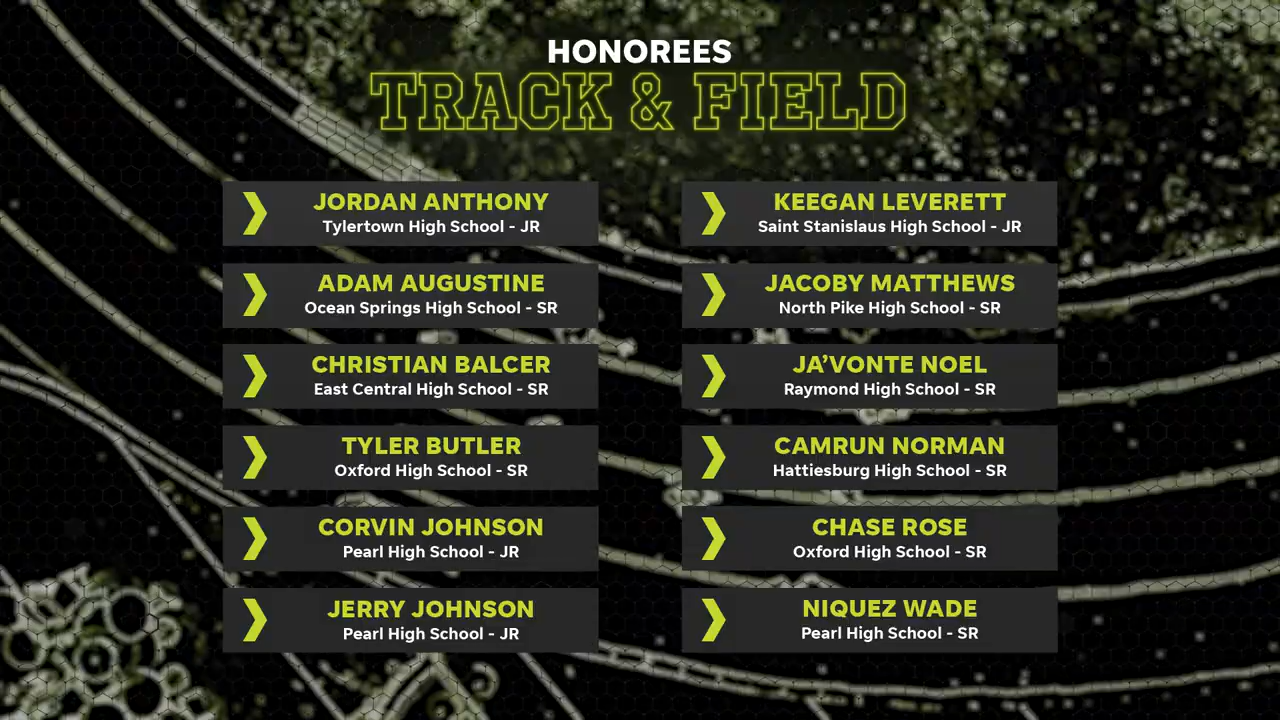 HONOREES
TRACK & FIELD
JORDAN ANTHONY
Tylertown High School - JR
ADAM AUGUSTINE
Ocean Springs High School - SR
CHRISTIAN BALCER
East Central High School - SR
TYLER BUTLER
Oxford High School - SR
CORVIN JOHNSON
Pearl High School - JR
JERRY JOHNSON
Pearl High School - JR
KEEGAN LEVERETT
Saint Stanislaus High School - JR
JACOBY MATTHEWS
North Pike High School - SR
JA’VONTE NOEL
Raymond High School - SR
CAMRUN NORMAN
Hattiesburg High School - SR
CHASE ROSE
Oxford High School - SR
NIQUEZ WADE
Pearl High School - SR